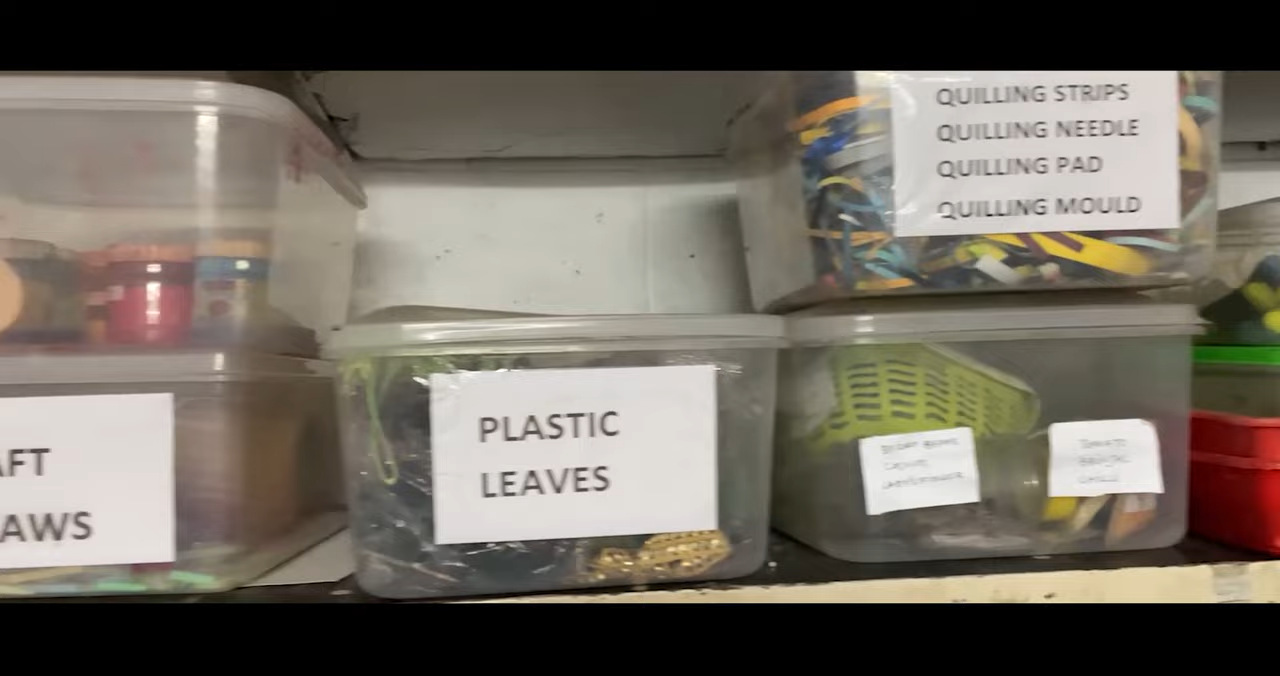 QUILLING STRIPS
QUILLING NEEDLE
QUILLING PAD
QUILLING MOULD
AFT
AWS
PLASTIC
LEAVES